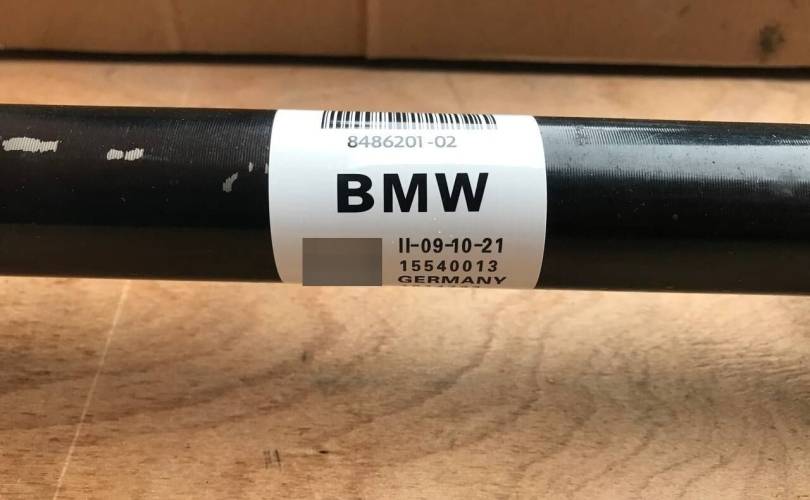 8486201-02
BMW
II-09-10-21
15540013
GERMANY